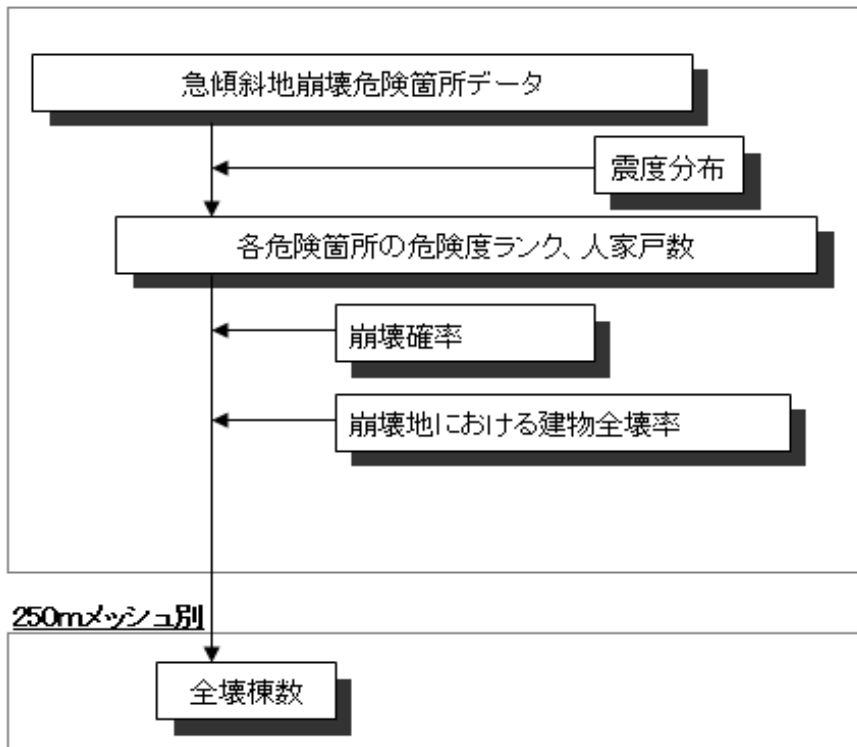 急傾斜地崩壊危険箇所データ
震度分布
各危険箇所の危険度ランク、人家戸数
崩壊確率
崩壊地における建物全壊率
250mメッシュ別
全壊棟数